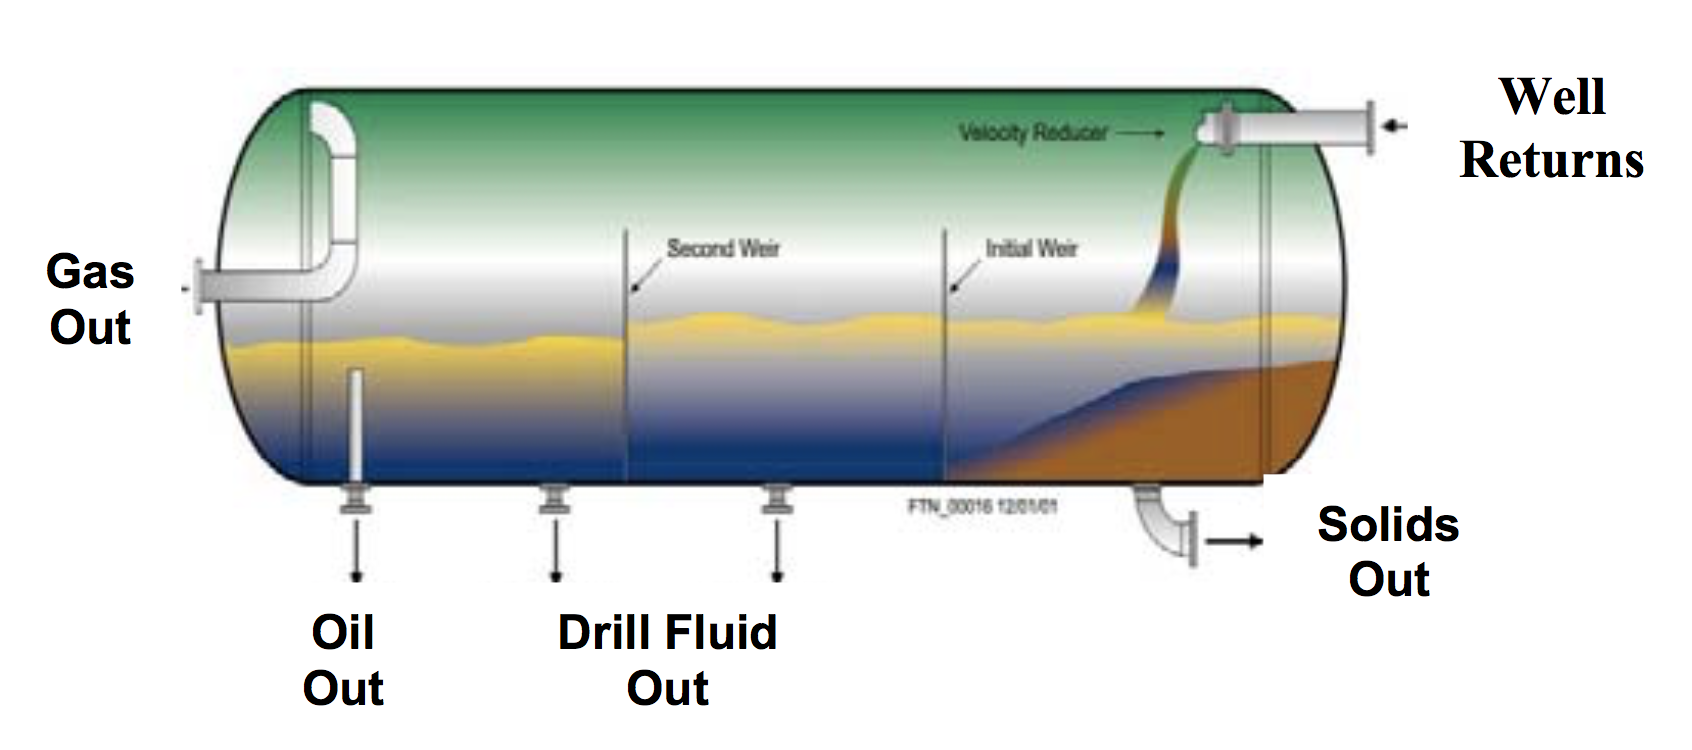 Well
Returns
Velocity Reducer
Second Weir
Initial Weir
Gas
Out
FTN_00016 12/01/01
Solids
Out
Oil
Out
Drill Fluid
Out